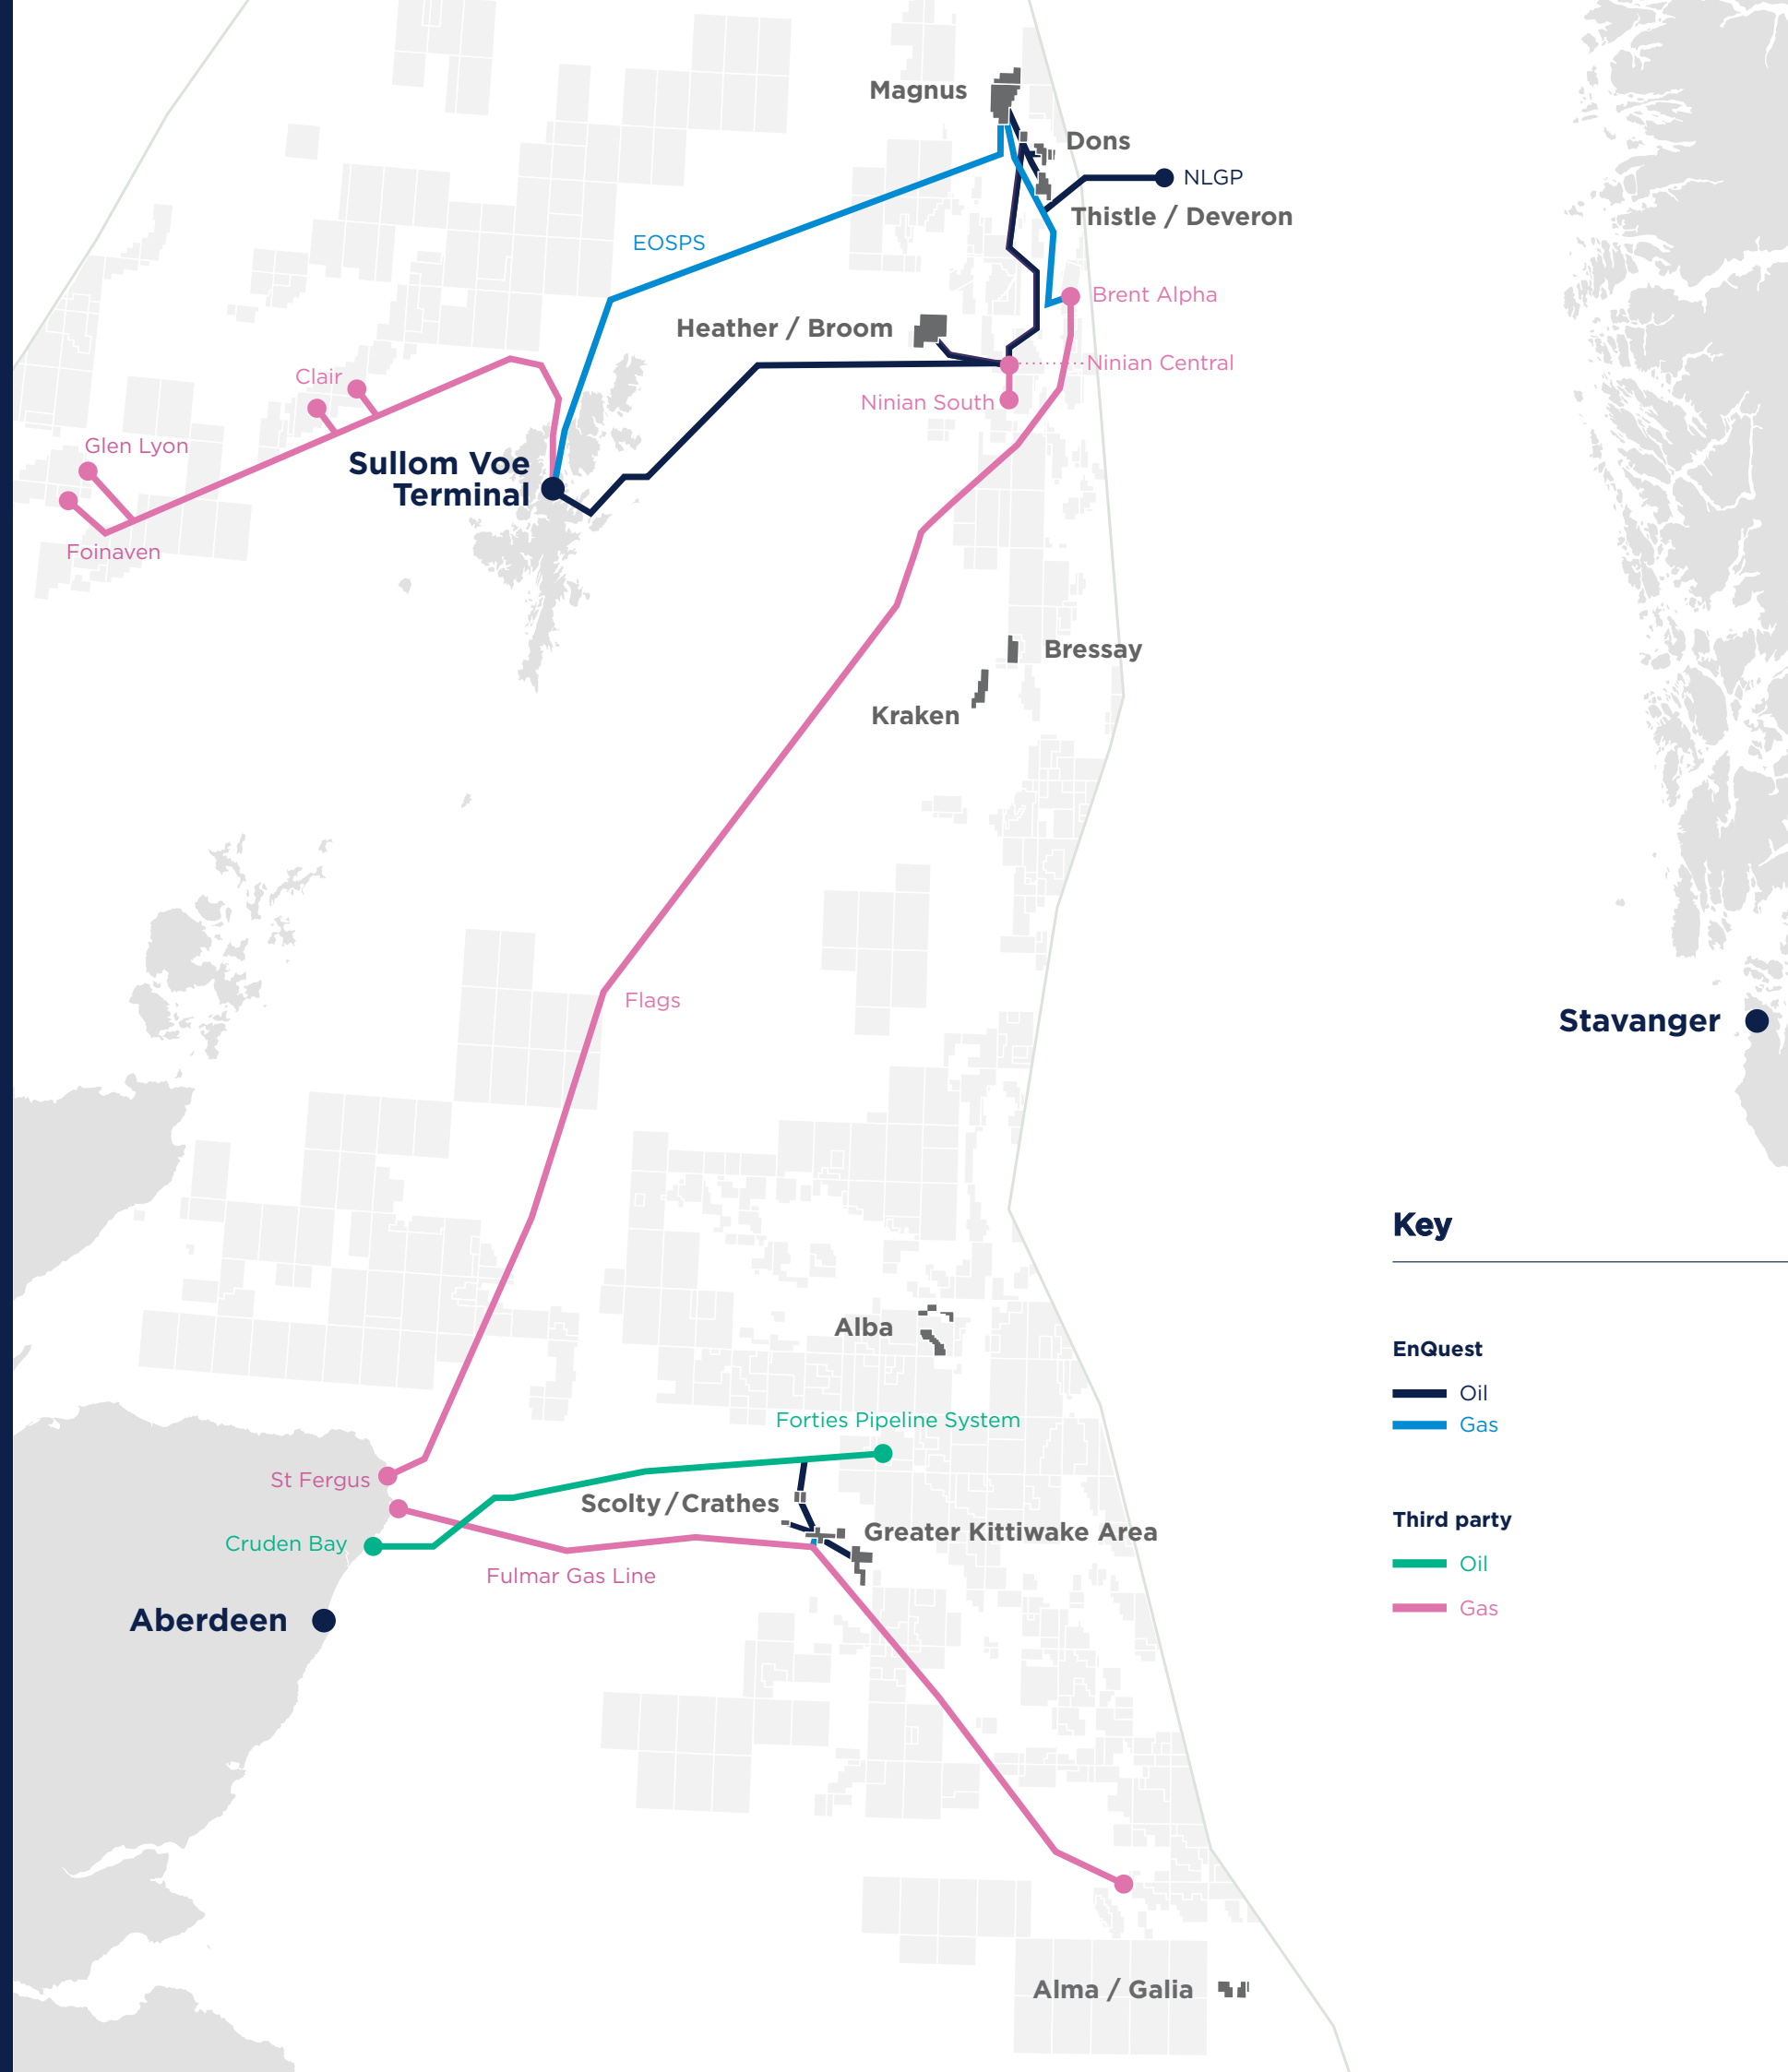 Magnus
Dons
NLGP
Thistle / Deveron
EOSPS
Brent Alpha
Heather / Broom
Ninian Central
Clair
Ninian South
Glen Lyon
Sullom Voe
Terminal
Foinaven
Bressay
Kraken
Flags
Stavanger
Key
Alba
EnQuest
Oil
Gas
Forties Pipeline System
St Fergus
Scolty / Crathes
Greater Kittiwake Area
Third party
Cruden Bay
Oil
Fulmar Gas Line
Gas
Aberdeen
Alma / Galia